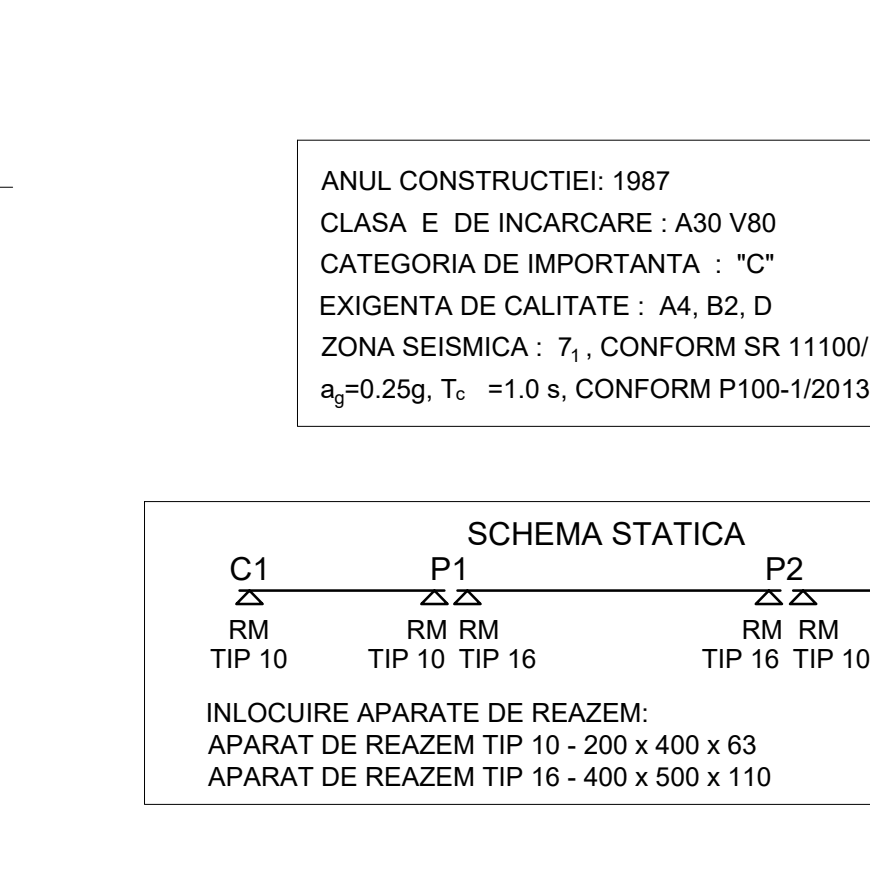 ANUL CONSTRUCTIEI: 1987
CLASA E DE INCARCARE : A30 V80
CATEGORIA DE IMPORTANTA : "C"
EXIGENTA DE CALITATE : A4, B2, D
ZONA SEISMICA : 7₁ , CONFORM SR 11100/
a_g=0.25g, T_c =1.0 s, CONFORM P100-1/2013
SCHEMA STATICA
C1 P1 P2
RM RM RM RM RM
TIP 10 TIP 10 TIP 16 TIP 16 TIP 10
INLOCUIRE APARATE DE REAZEM:
APARAT DE REAZEM TIP 10 - 200 x 400 x 63
APARAT DE REAZEM TIP 16 - 400 x 500 x 110